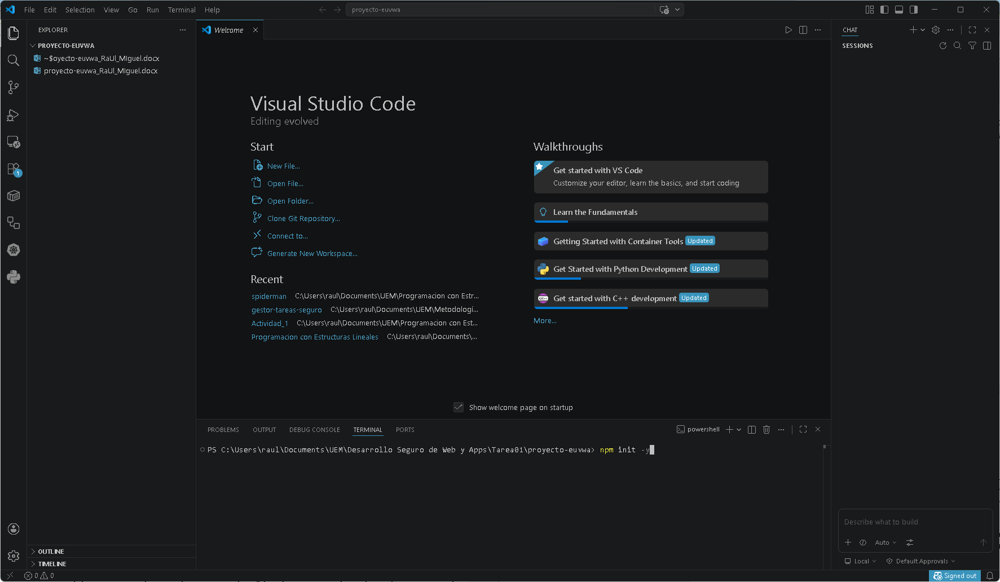 File Edit Selection View Go Run Terminal Help
proyecto-euvwa
EXPLORER
PROYECTO-EUVWA
~$oyecto-euvwa_RaUl_MIguel.docx
proyecto-euvwa_RaUl_MIguel.docx
Welcome
Visual Studio Code
Editing evolved
Start
New File...
Open File...
Open Folder...
Clone Git Repository...
Connect to...
Generate New Workspace...
Recent
spiderman C:\Users\raul\Documents\UEM\Programacion con Estr...
gestor-tareas-seguro C:\Users\raul\Documents\UEM\Metodologí...
Actividad_1 C:\Users\raul\Documents\UEM\Programacion con Est...
Programacion con Estructuras Lineales C:\Users\raul\Documents\...
Walkthroughs
Get started with VS Code
Customize your editor, learn the basics, and start coding
Learn the Fundamentals
Getting Started with Container Tools Updated
Get Started with Python Development Updated
Get started with C++ development Updated
More...
Show welcome page on startup
PROBLEMS OUTPUT DEBUG CONSOLE TERMINAL PORTS
powershell
PS C:\Users\raul\Documents\UEM\Desarrollo Seguro de Web y Apps\Tarea01\proyecto-euvwa> npm init -y
CHAT
SESSIONS
Describe what to build
Auto
Local Default Approvals
OUTLINE
TIMELINE
0 0
Signed out
1